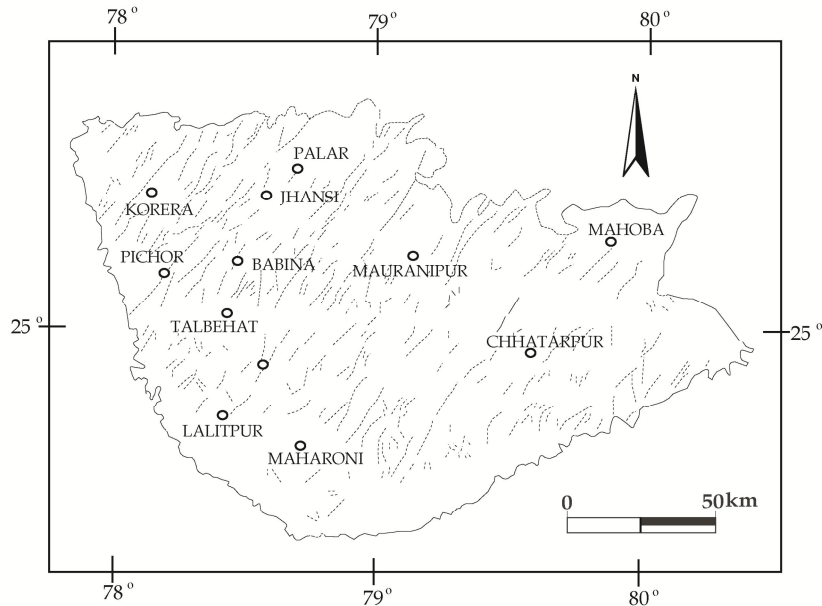 78° 79° 80°
N
PALAR
JHANSI
KORERA
MAHOBA
PICHOR
BABINA
MAURANIPUR
25° 25°
TALBEHAT
CHHATARPUR
LALITPUR
MAHARONI
0 50km
78° 79° 80°